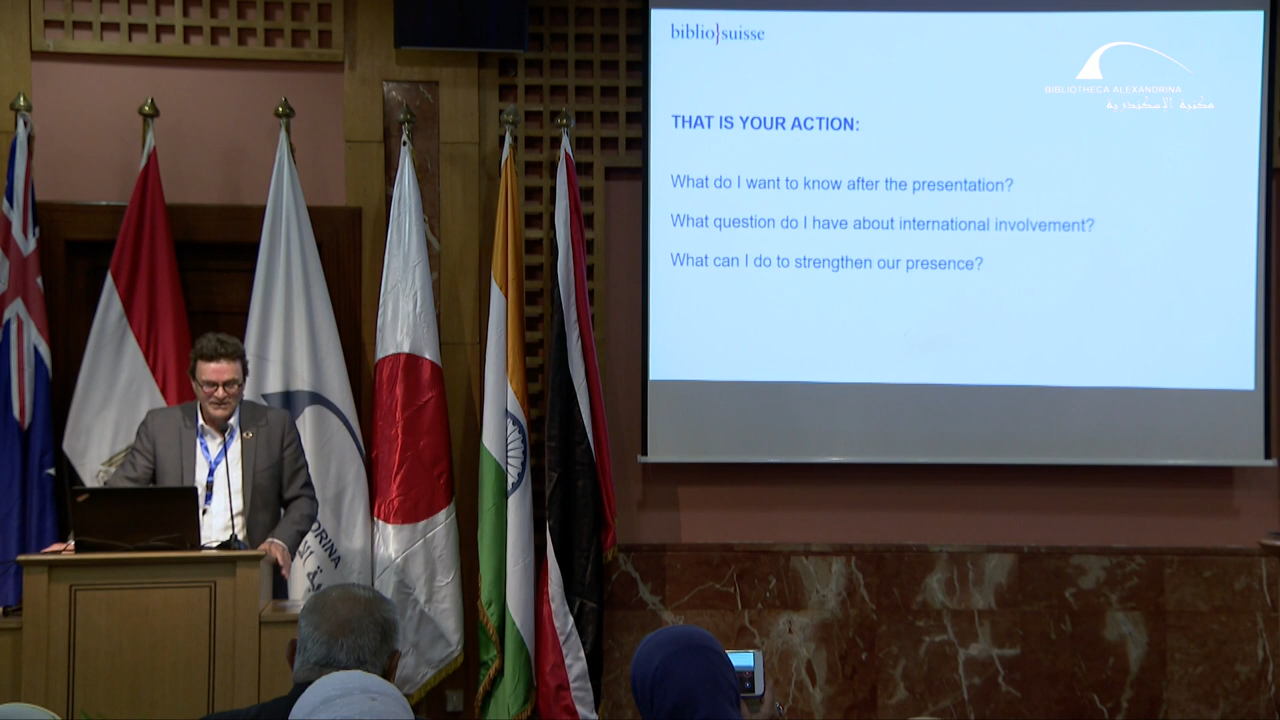 biblio}suisse
BIBLIOTHECA ALEXANDRINA
مكتبة الإسكندرية
THAT IS YOUR ACTION:
What do I want to know after the presentation?
What question do I have about international involvement?
What can I do to strengthen our presence?